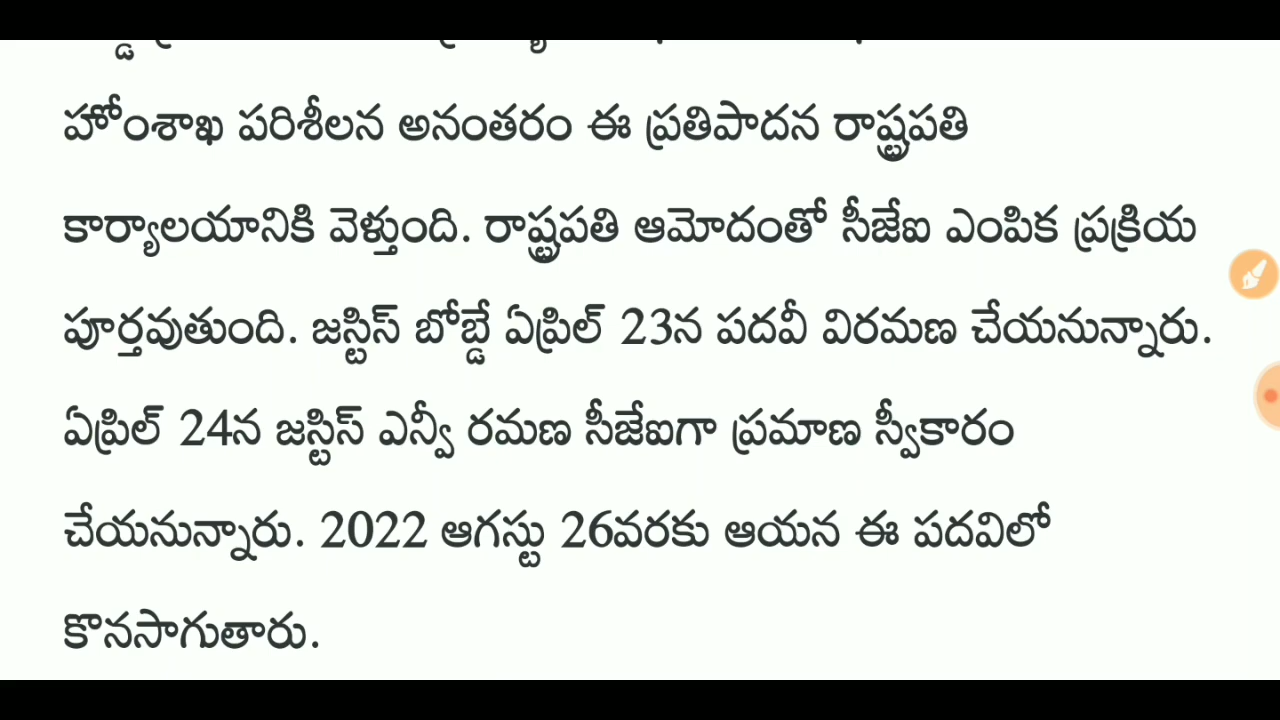 హోంశాఖ పరిశీలన అనంతరం ఈ ప్రతిపాదన రాష్ట్రపతి
కార్యాలయానికి వెళ్తుంది. రాష్ట్రపతి ఆమోదంతో సీజేఐ ఎంపిక ప్రక్రియ
పూర్తవుతుంది. జస్టిస్ బోబ్డే ఏప్రిల్ 23న పదవీ విరమణ చేయనున్నారు.
ఏప్రిల్ 24న జస్టిస్ ఎన్వీ రమణ సీజేఐగా ప్రమాణ స్వీకారం
చేయనున్నారు. 2022 ఆగస్టు 26వరకు ఆయన ఈ పదవిలో
కొనసాగుతారు.